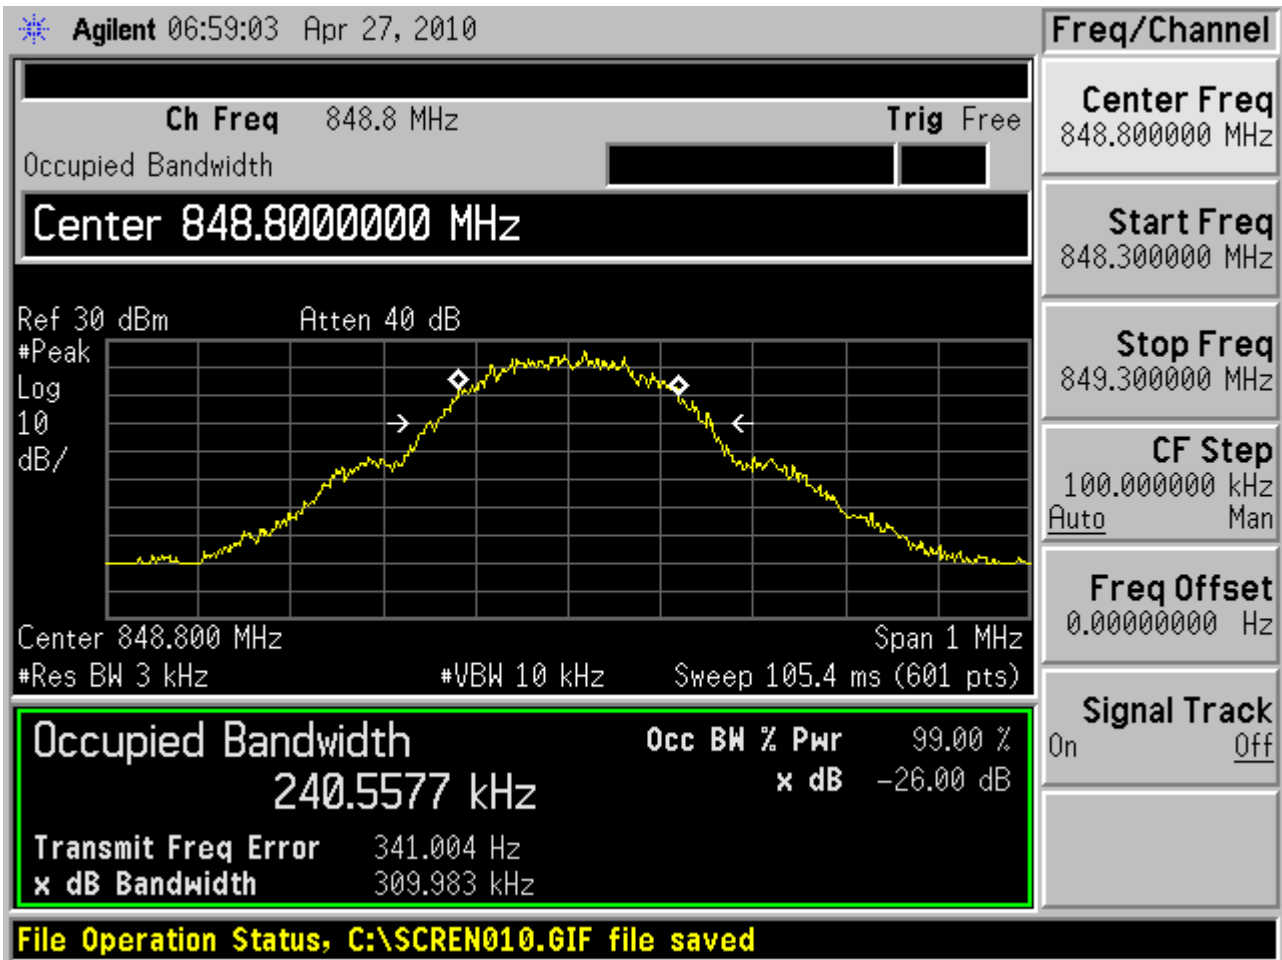 Agilent 06:59:03 Apr 27, 2010
Ch Freq 848.8 MHz Trig Free
Occupied Bandwidth
Center 848.8000000 MHz
Ref 30 dBm Atten 40 dB
#Peak
Log
10
dB/
Center 848.800 MHz Span 1 MHz
#Res BW 3 kHz #VBW 10 kHz Sweep 105.4 ms (601 pts)
Occupied Bandwidth
240.5577 kHz
Occ BW % Pwr 99.00 %
x dB -26.00 dB
Transmit Freq Error 341.004 Hz
x dB Bandwidth 309.983 kHz
File Operation Status, C:\SCREN010.GIF file saved
Freq/Channel
Center Freq
848.800000 MHz
Start Freq
848.300000 MHz
Stop Freq
849.300000 MHz
CF Step
100.000000 kHz
Auto Man
Freq Offset
0.00000000 Hz
Signal Track
On Off